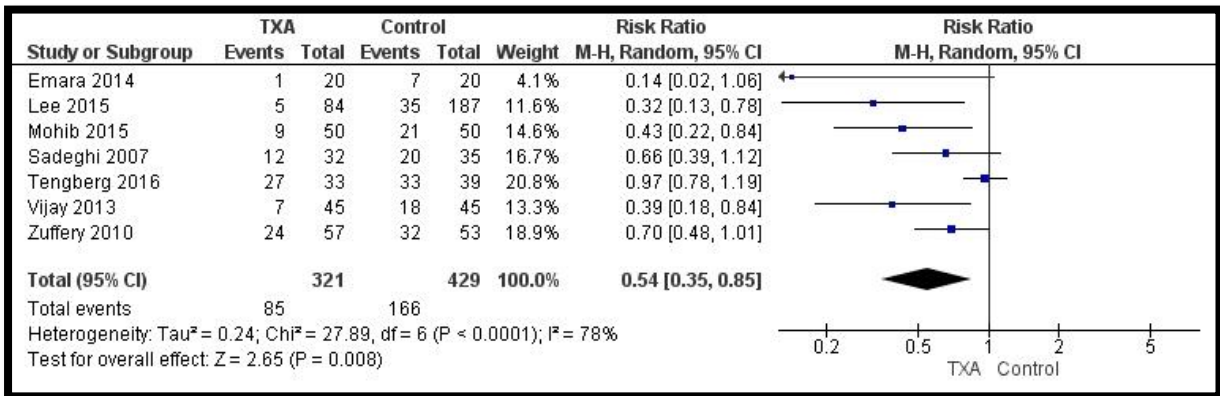 TXA Control Risk Ratio Risk Ratio
Study or Subgroup Events Total Events Total Weight M-H, Random, 95% CI M-H, Random, 95% CI
Emara 2014 1 20 7 20 4.1% 0.14 [0.02, 1.06]
Lee 2015 5 84 35 187 11.6% 0.32 [0.13, 0.78]
Mohib 2015 9 50 21 50 14.6% 0.43 [0.22, 0.84]
Sadeghi 2007 12 32 20 35 16.7% 0.66 [0.39, 1.12]
Tengberg 2016 27 33 33 39 20.8% 0.97 [0.78, 1.19]
Vijay 2013 7 45 18 45 13.3% 0.39 [0.18, 0.84]
Zuffery 2010 24 57 32 53 18.9% 0.70 [0.48, 1.01]
Total (95% CI) 321 429 100.0% 0.54 [0.35, 0.85]
Total events 85 166
Heterogeneity: Tau² = 0.24; Chi² = 27.89, df = 6 (P < 0.0001); I² = 78%
Test for overall effect: Z = 2.65 (P = 0.008)
0.2 0.5 1 2 5
TXA Control